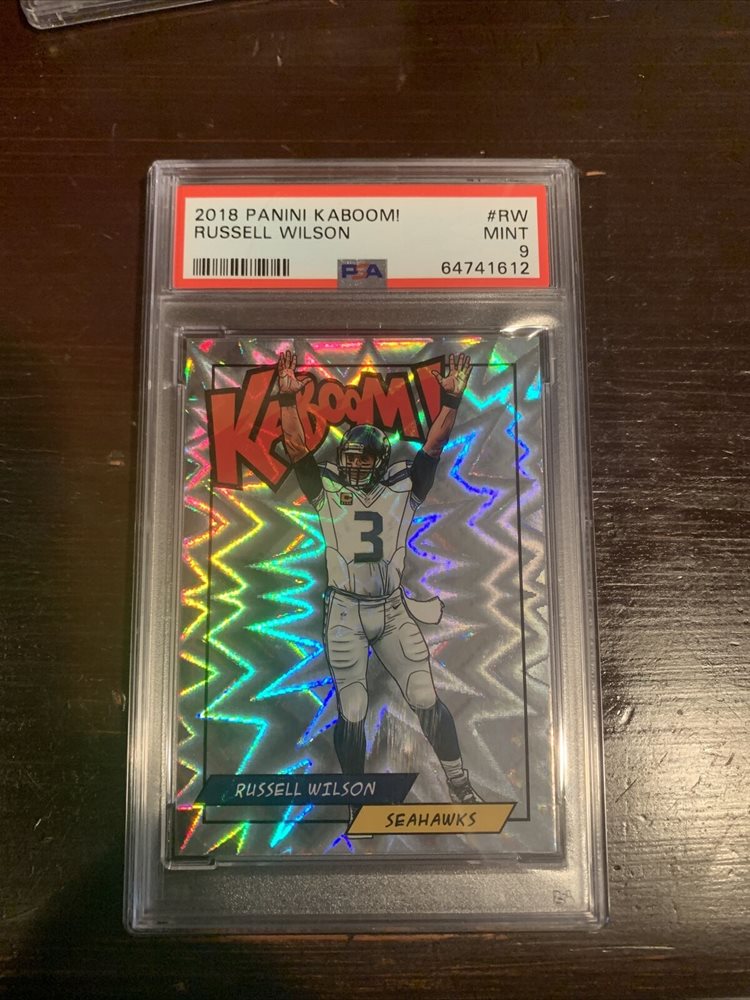 2018 PANINI KABOOM! #RW
RUSSELL WILSON MINT
9
PSA 64741612
KABOOM!
3
RUSSELL WILSON
SEAHAWKS